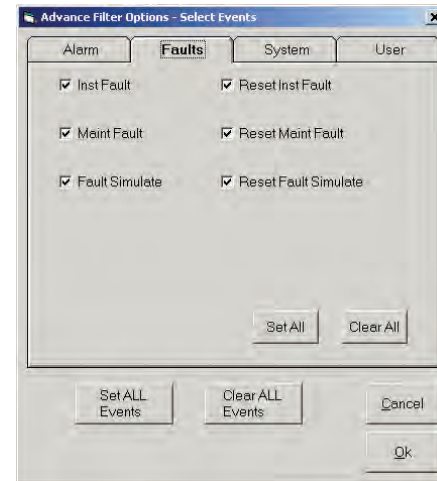 Advance Filter Options - Select Events
Alarm Faults System User
Inst Fault Reset Inst Fault
Maint Fault Reset Maint Fault
Fault Simulate Reset Fault Simulate
Set All Clear All
Set ALL Events Clear ALL Events
Cancel
Ok